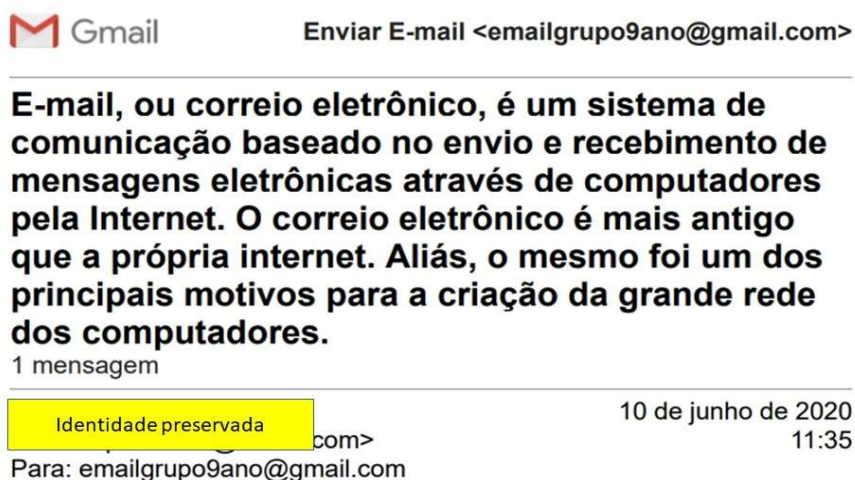 Gmail
Enviar E-mail <emailgrupo9ano@gmail.com>
E-mail, ou correio eletrônico, é um sistema de
comunicação baseado no envio e recebimento de
mensagens eletrônicas através de computadores
pela Internet. O correio eletrônico é mais antigo
que a própria internet. Aliás, o mesmo foi um dos
principais motivos para a criação da grande rede
dos computadores.
1 mensagem
Identidade preservada
com>
10 de junho de 2020
11:35
Para: emailgrupo9ano@gmail.com